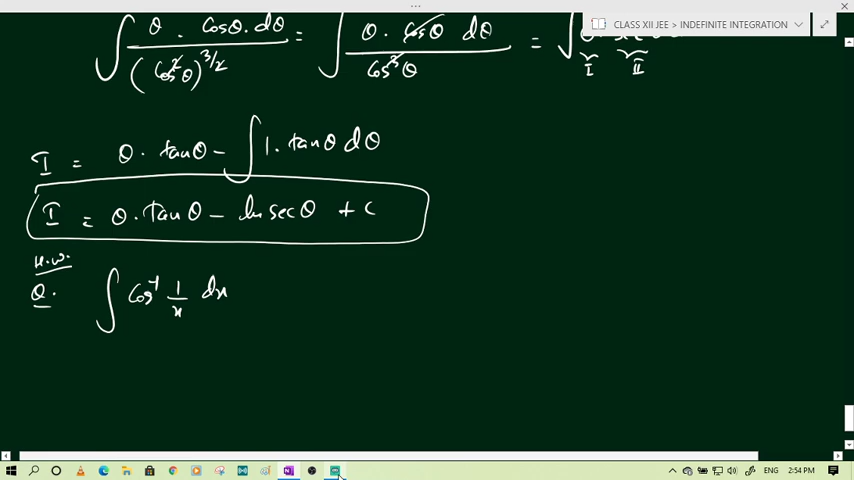 CLASS XII JEE > INDEFINITE INTEGRATION
∫ θ · cosθ · dθ / (cos²θ)^3/2 = ∫ θ · cosθ dθ / cos³θ = ∫
I II
I = θ · tanθ - ∫ 1 · tanθ dθ
I = θ · tanθ - ln secθ + c
H.W.
Q. ∫ cos⁻¹ 1/x dx
ENG 2:54 PM